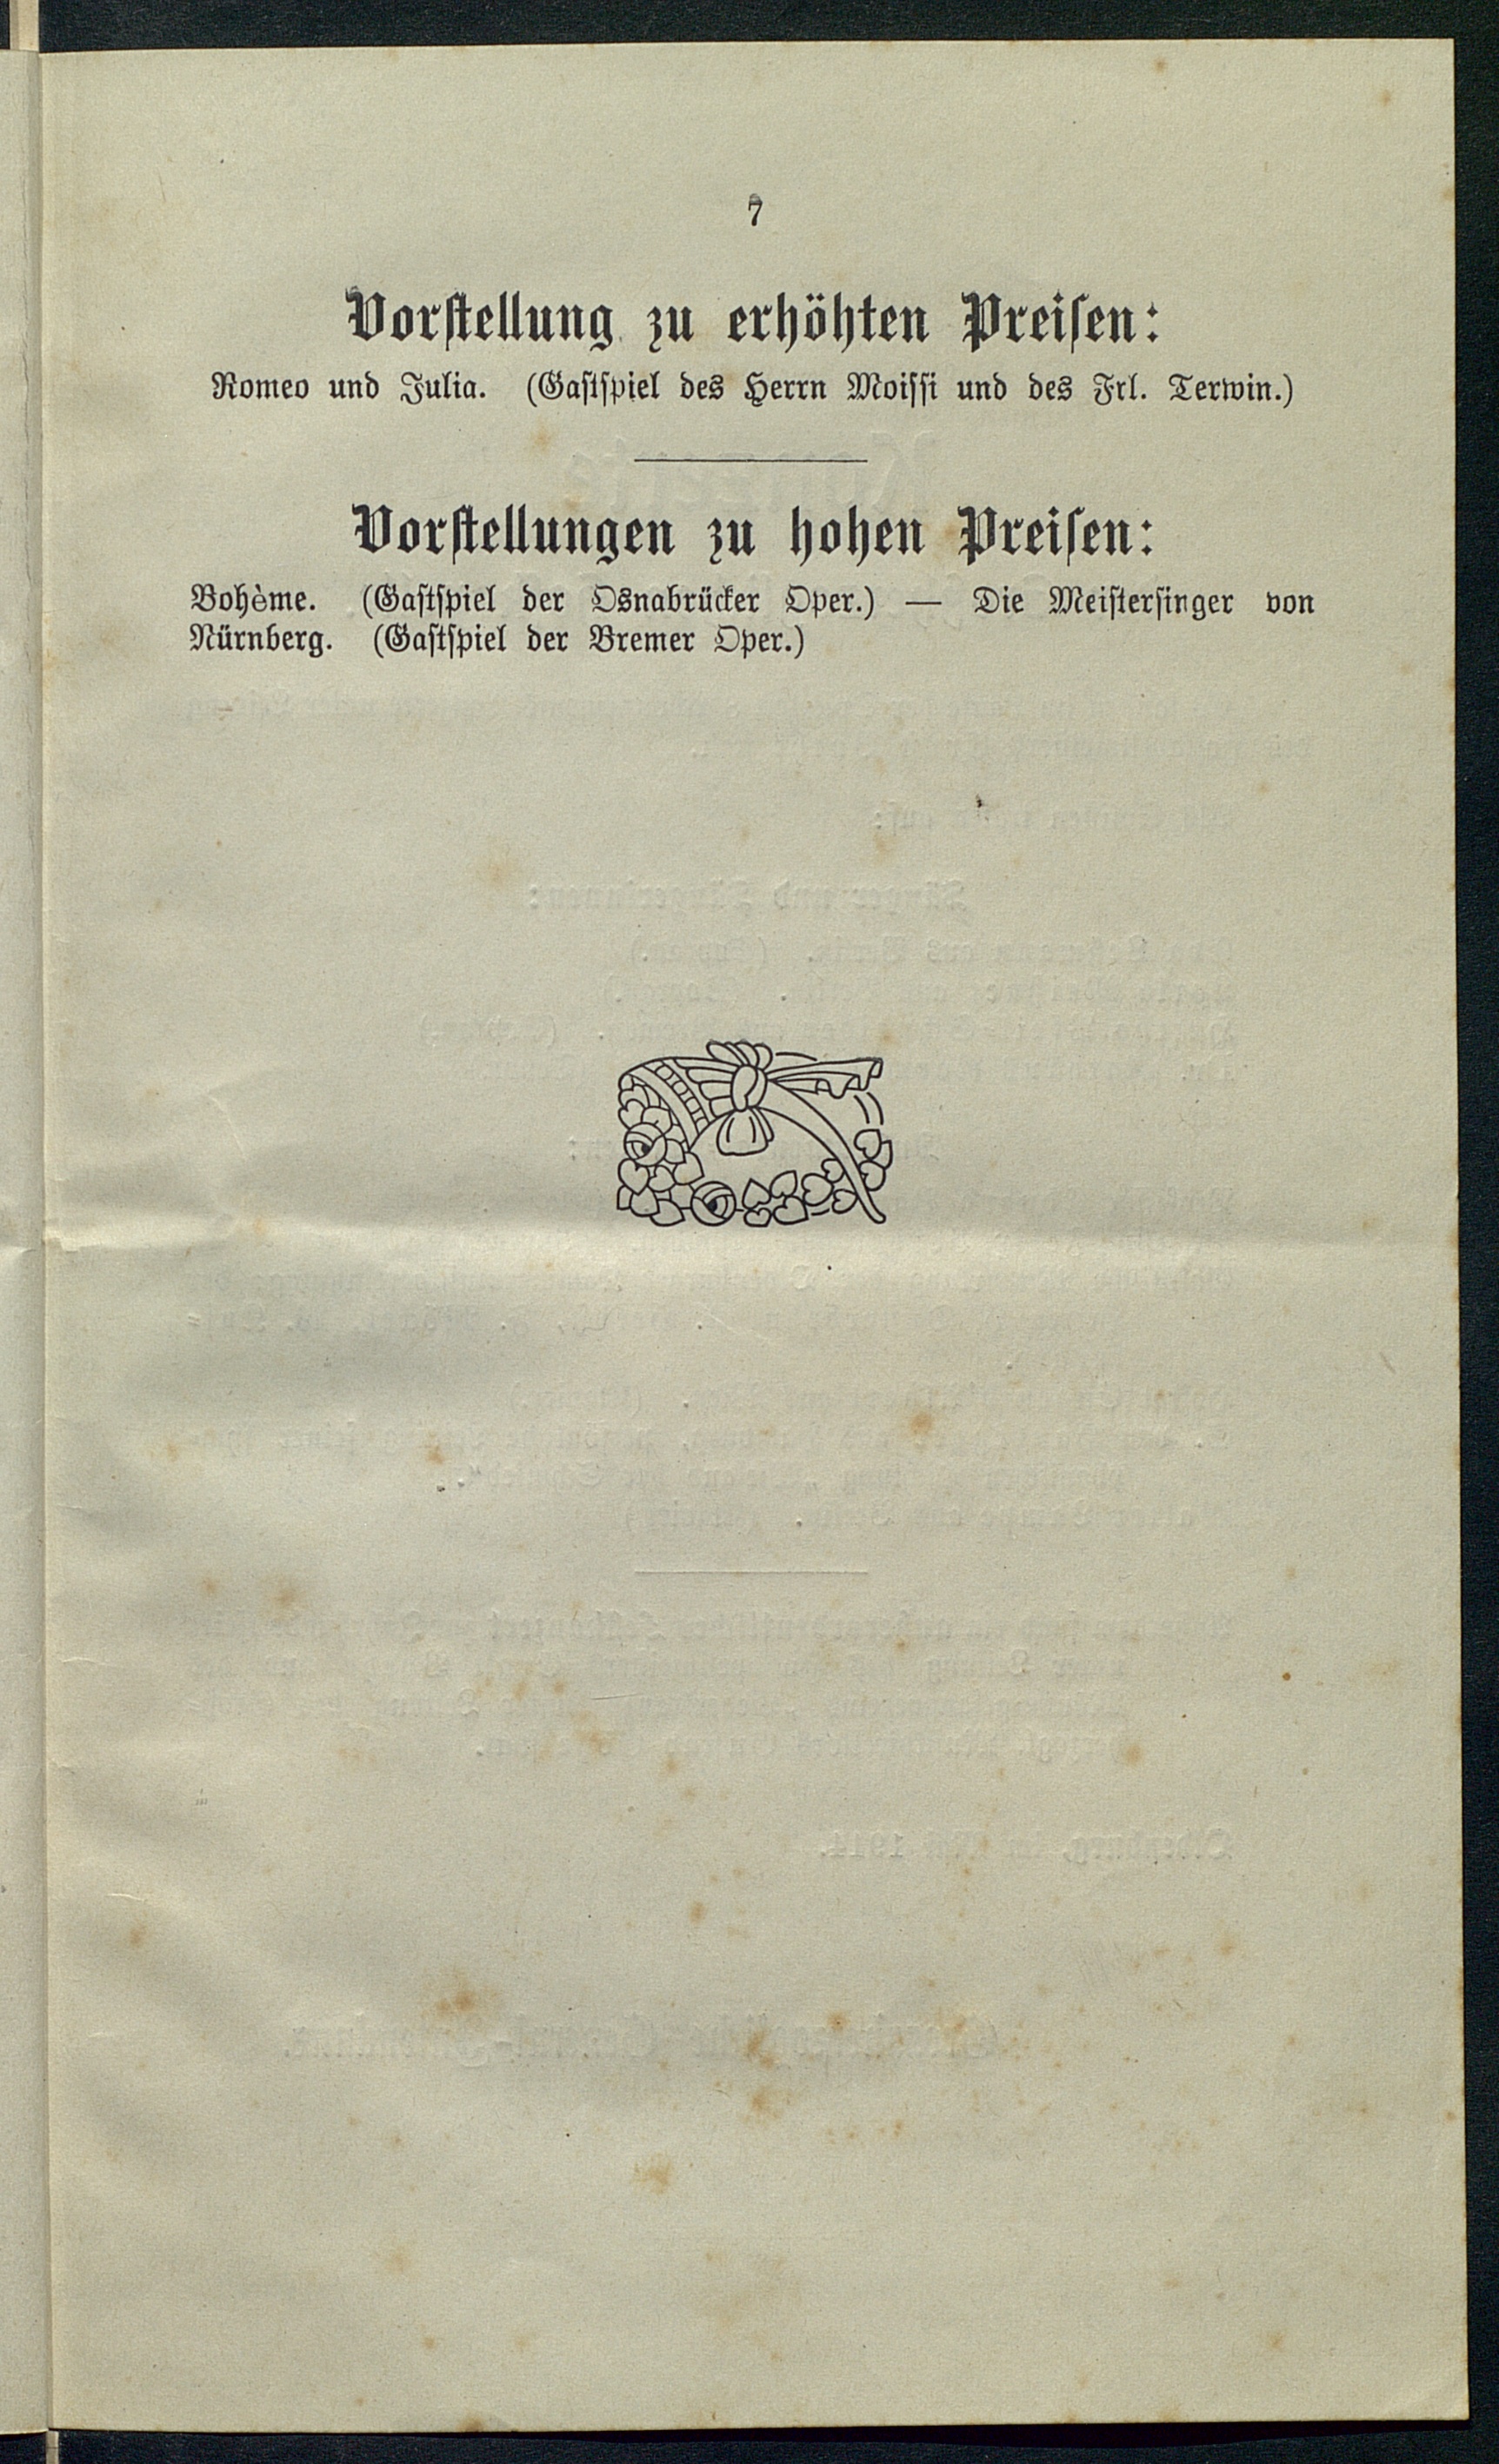 7
Vorſtellung zu erhöhten Preiſen:
Romeo und Julia. (Gaſtſpiel des Herrn Moiſſi und des Frl. Terwin.)
Vorſtellungen zu hohen Preiſen:
Bohème. (Gaſtſpiel der Osnabrücker Oper.) — Die Meiſterſinger von
Nürnberg. (Gaſtſpiel der Bremer Oper.)